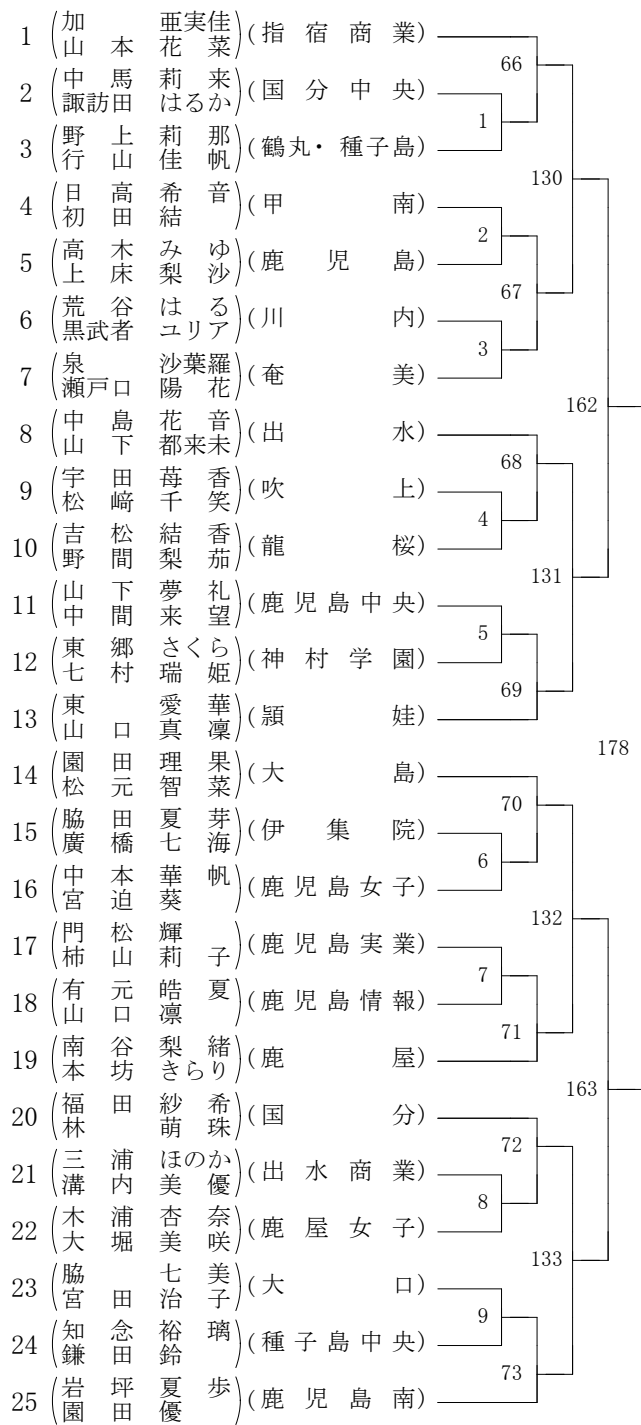 1 (加 亜実佳
山本花菜) (指宿商業)
66
2 (中馬莉来
諏訪田はるか) (国分中央)
1
3 (野上莉那
行山佳帆) (鶴丸・種子島)
130
4 (日高希音
初田結) (甲南)
2
5 (高木みゆ
上床梨沙) (鹿児島)
67
6 (荒谷はる
黒武者ユリア) (川内)
3
7 (泉 沙葉羅
瀬戸口陽花) (奄美)
162
8 (中島花音
山下都来未) (出水)
68
9 (宇田苺香
松﨑千笑) (吹上)
4
10 (吉松結香
野間梨茄) (龍桜)
131
11 (山下夢礼
中間来望) (鹿児島中央)
5
12 (東郷さくら
七村瑞姫) (神村学園)
69
13 (東 愛華
山口真凜) (頴娃)
178
14 (園田理果
松元智菜) (大島)
70
15 (脇田夏芽
廣橋七海) (伊集院)
6
16 (中本華帆
宮迫葵) (鹿児島女子)
132
17 (門松輝
柿山莉子) (鹿児島実業)
7
18 (有元皓夏
山口凛) (鹿児島情報)
71
19 (南谷梨緒
本坊きらり) (鹿屋)
163
20 (福田紗希
林 萌珠) (国分)
72
21 (三浦ほのか
溝内美優) (出水商業)
8
22 (木浦杏奈
大堀美咲) (鹿屋女子)
133
23 (脇 七美
宮田治子) (大口)
9
24 (知念裕璃
鎌田鈴) (種子島中央)
73
25 (岩坪夏歩
園田優) (鹿児島南)